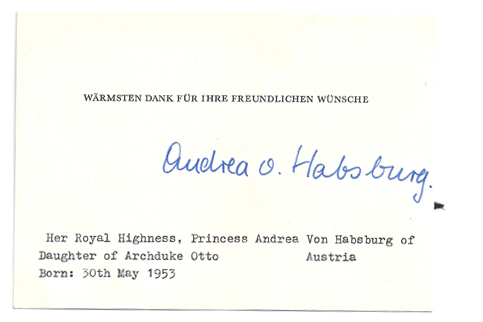 WÄRMSTEN DANK FÜR IHRE FREUNDLICHEN WÜNSCHE
Andrea v. Habsburg.
Her Royal Highness, Princess Andrea Von Habsburg of
Daughter of Archduke Otto Austria
Born: 30th May 1953